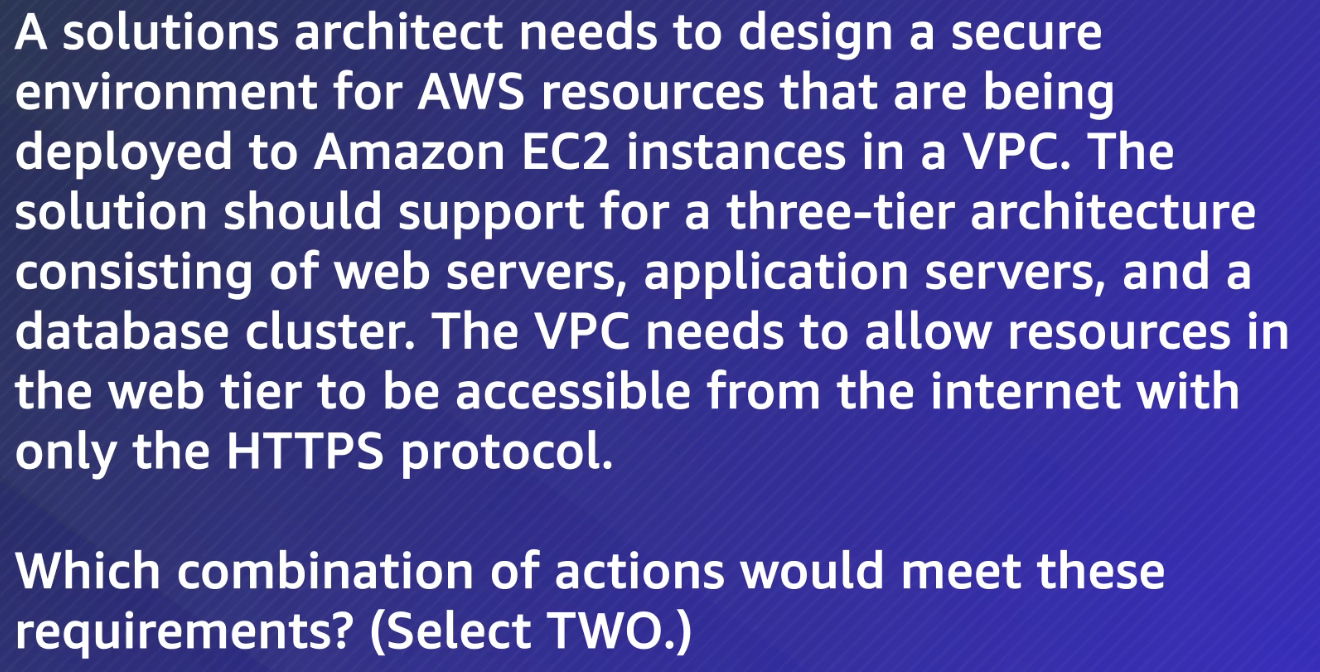 A solutions architect needs to design a secure
environment for AWS resources that are being
deployed to Amazon EC2 instances in a VPC. The
solution should support for a three-tier architecture
consisting of web servers, application servers, and a
database cluster. The VPC needs to allow resources in
the web tier to be accessible from the internet with
only the HTTPS protocol.
Which combination of actions would meet these
requirements? (Select TWO.)